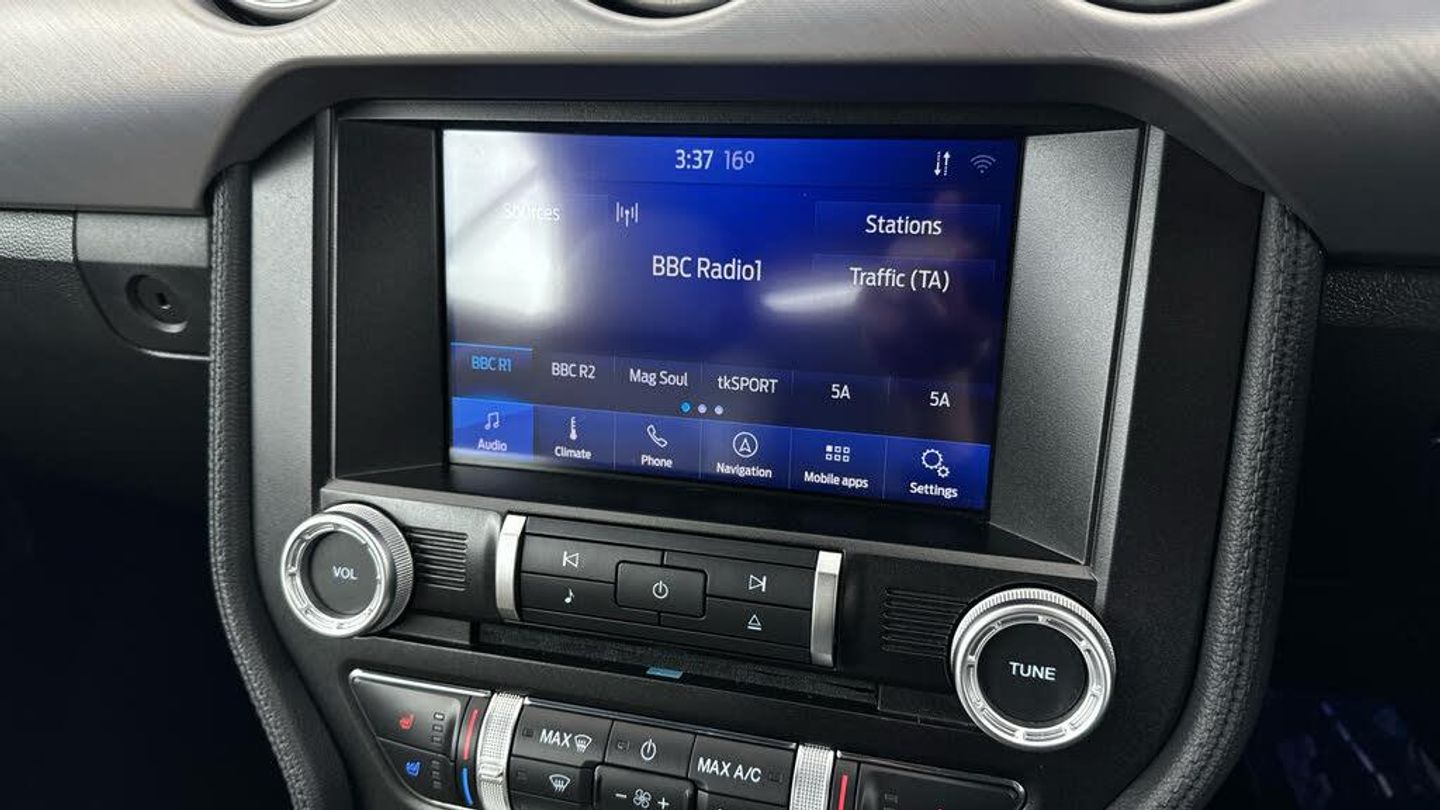 3:37 16º
Sources
Stations
BBC Radio1
Traffic (TA)
BBC R1
BBC R2
Mag Soul
tkSPORT
5A
5A
Audio
Climate
Phone
Navigation
Mobile apps
Settings
VOL
TUNE
MAX
MAX A/C